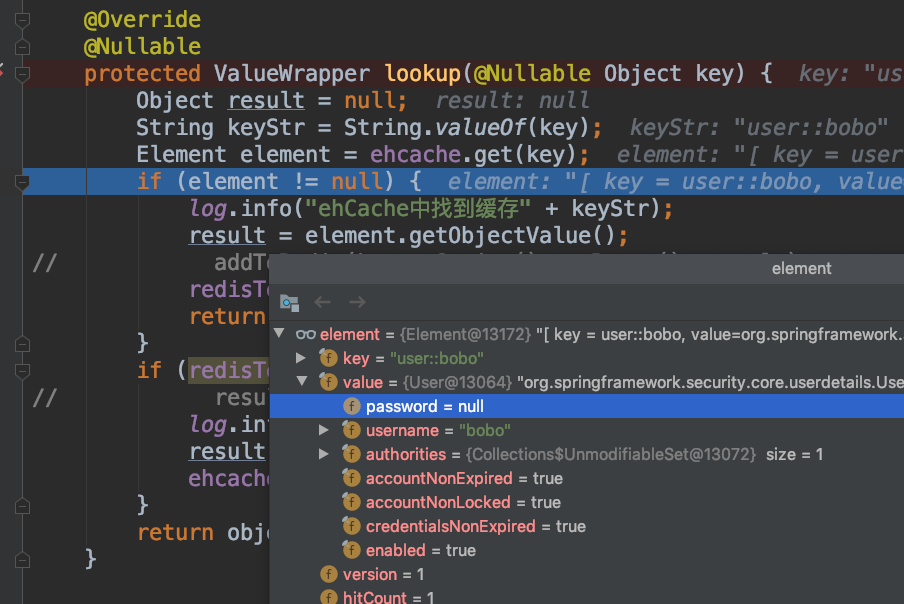 @Override
@Nullable
protected ValueWrapper lookup(@Nullable Object key) {  key: "us
Object result = null;  result: null
String keyStr = String.valueOf(key);  keyStr: "user::bobo"
Element element = ehcache.get(key);  element: "[ key = user
if (element != null) {  element: "[ key = user::bobo, value
log.info("ehCache中找到缓存" + keyStr);
result = element.getObjectValue();
//
element
redisT
return
element = {Element@13172} "[ key = user::bobo, value=org.springframework.
}
key = "user::bobo"
if (redisT
value = {User@13064} "org.springframework.security.core.userdetails.Use
// resu
password = null
log.in
username = "bobo"
result
authorities = {Collections$UnmodifiableSet@13072} size = 1
ehcach
accountNonExpired = true
}
accountNonLocked = true
return obj
credentialsNonExpired = true
}
enabled = true
version = 1
hitCount = 1